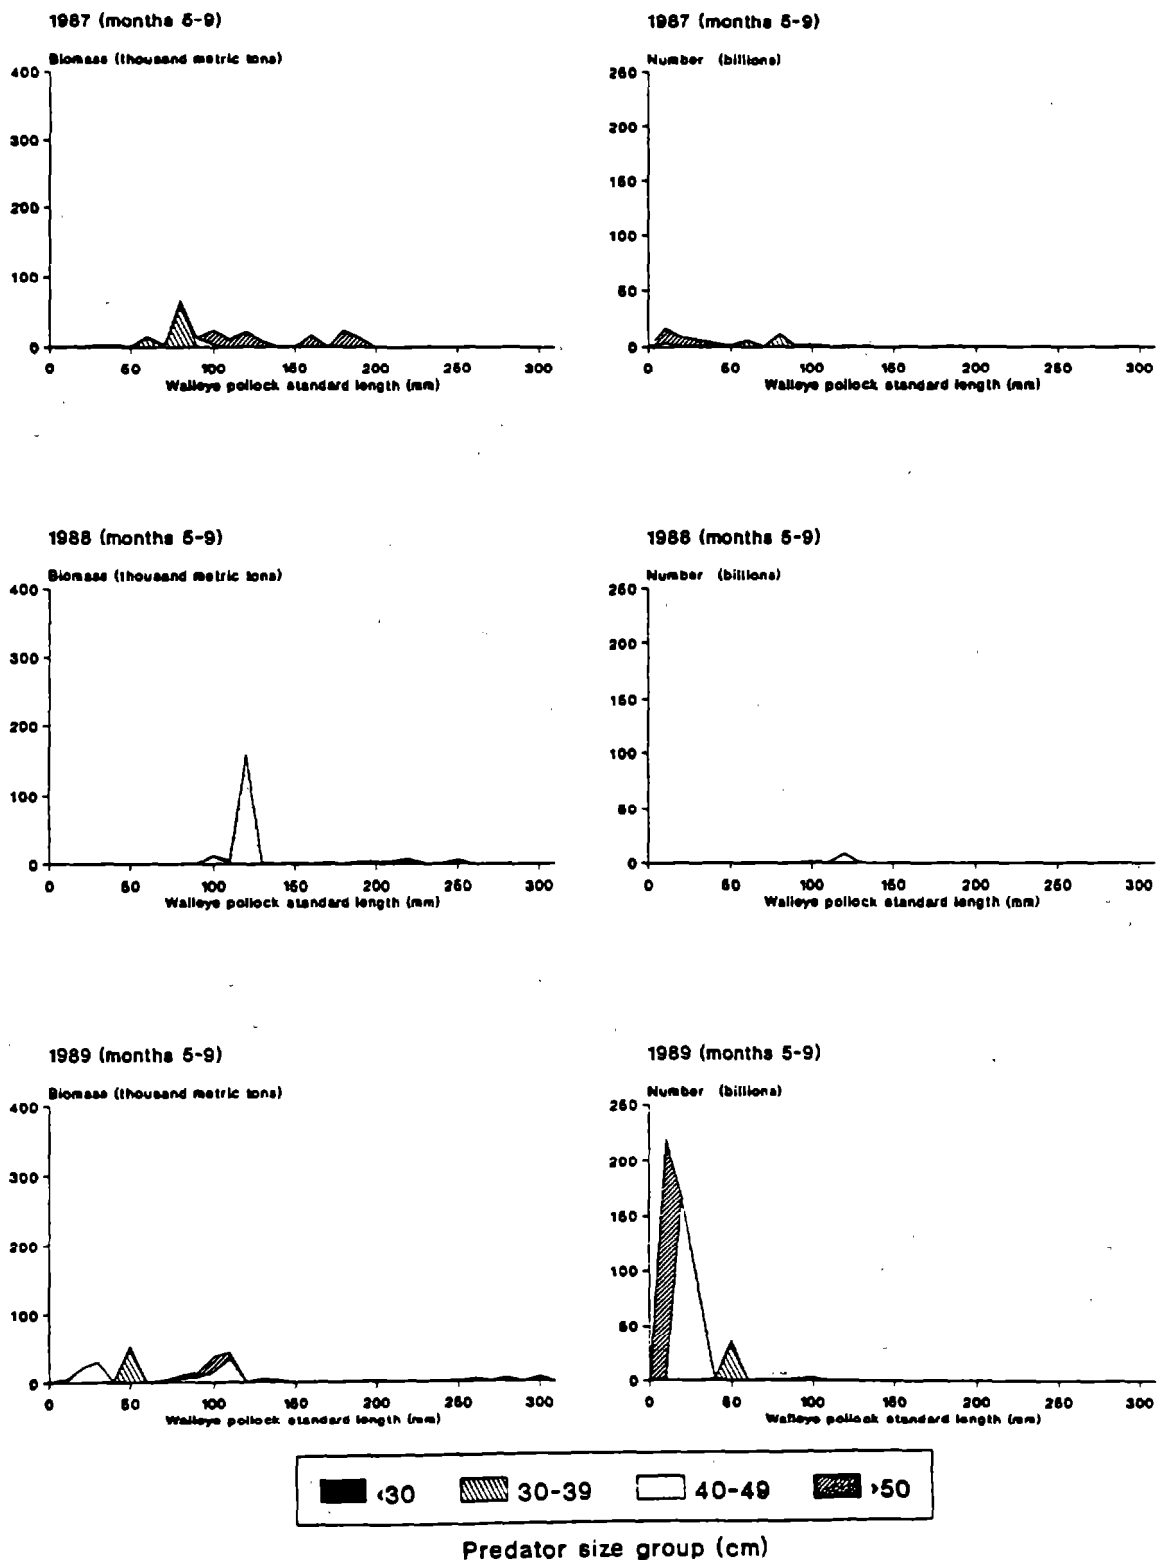 1987 (months 5-9)
Biomass (thousand metric tons)
400
300
200
100
0
0 50 100 150 200 250 300
Walleye pollock standard length (mm)
1987 (months 5-9)
Number (billions)
250
200
150
100
50
0
0 50 100 150 200 250 300
Walleye pollock standard length (mm)
1988 (months 5-9)
Biomass (thousand metric tons)
400
300
200
100
0
0 50 100 150 200 250 300
Walleye pollock standard length (mm)
1988 (months 5-9)
Number (billions)
250
200
150
100
50
0
0 50 100 150 200 250 300
Walleye pollock standard length (mm)
1989 (months 5-9)
Biomass (thousand metric tons)
400
300
200
100
0
0 50 100 150 200 250 300
Walleye pollock standard length (mm)
1989 (months 5-9)
Number (billions)
250
200
150
100
50
0
0 50 100 150 200 250 300
Walleye pollock standard length (mm)
<30 30-39 40-49 >50
Predator size group (cm)